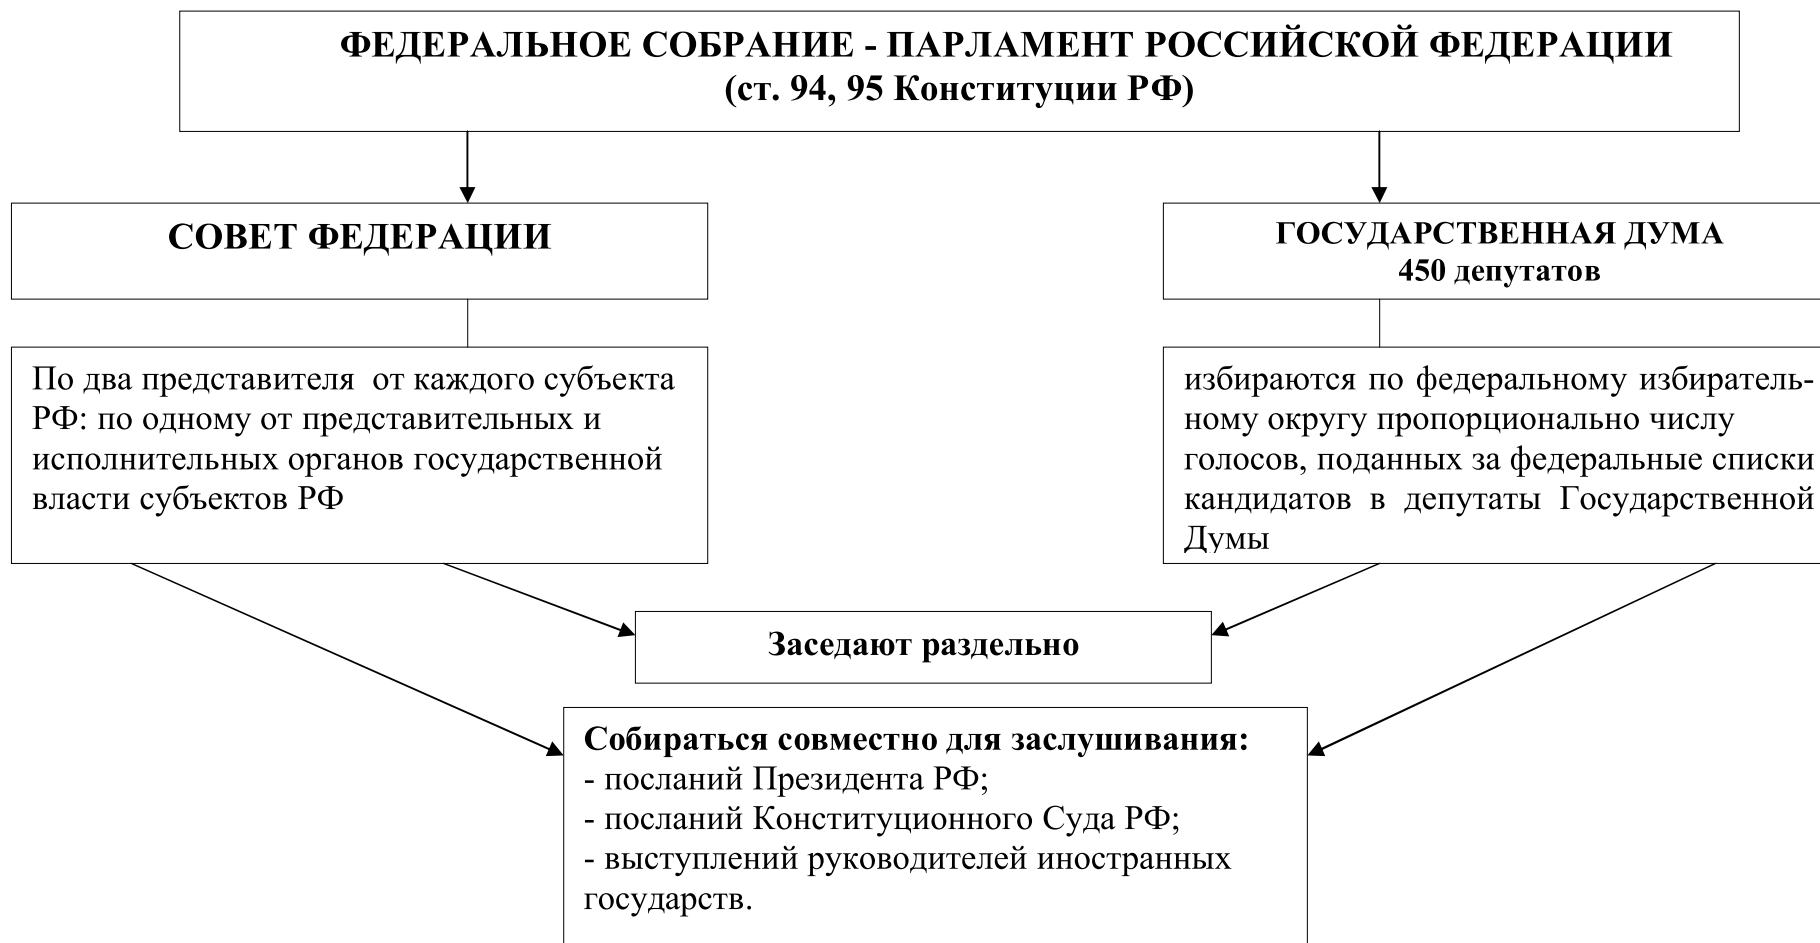 ФЕДЕРАЛЬНОЕ СОБРАНИЕ - ПАРЛАМЕНТ РОССИЙСКОЙ ФЕДЕРАЦИИ
(ст. 94, 95 Конституции РФ)
СОВЕТ ФЕДЕРАЦИИ
ГОСУДАРСТВЕННАЯ ДУМА
450 депутатов
По два представителя от каждого субъекта
РФ: по одному от представительных и
исполнительных органов государственной
власти субъектов РФ
избираются по федеральному избиратель-
ному округу пропорционально числу
голосов, поданных за федеральные списки
кандидатов в депутаты Государственной
Думы
Заседают раздельно
Собираться совместно для заслушивания:
- посланий Президента РФ;
- посланий Конституционного Суда РФ;
- выступлений руководителей иностранных
государств.